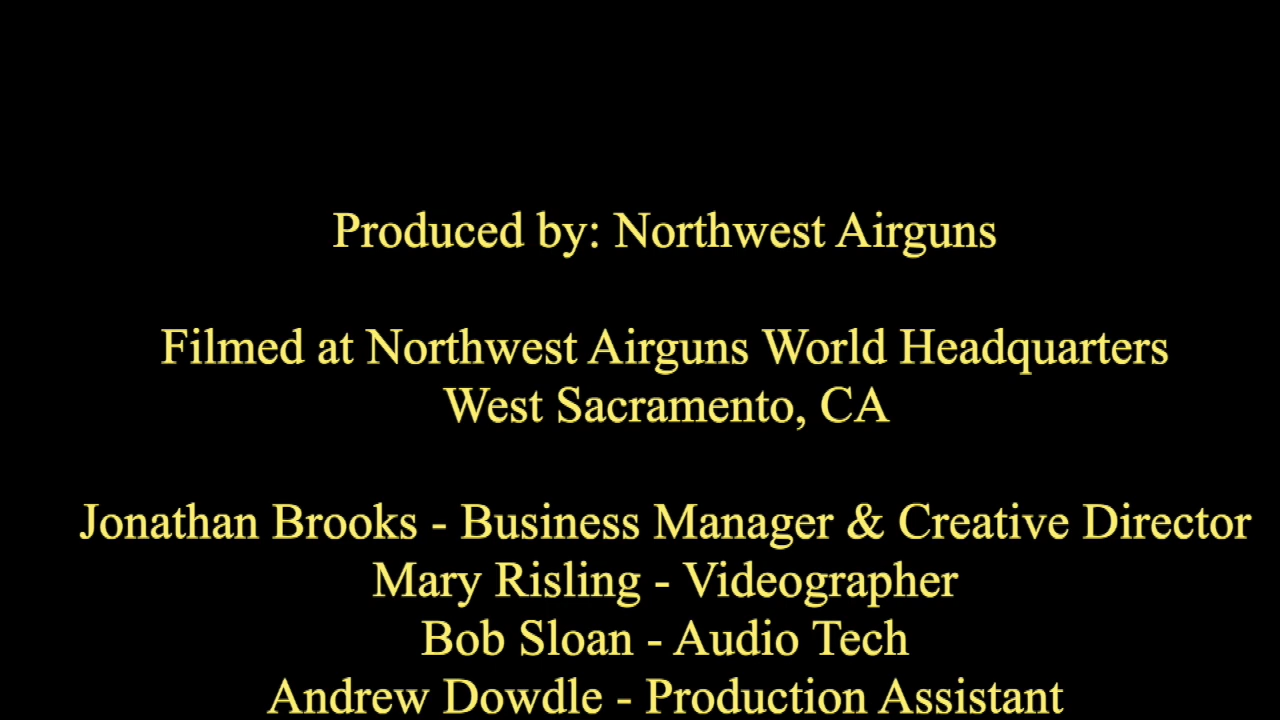 Produced by: Northwest Airguns
Filmed at Northwest Airguns World Headquarters
West Sacramento, CA
Jonathan Brooks - Business Manager & Creative Director
Mary Risling - Videographer
Bob Sloan - Audio Tech
Andrew Dowdle - Production Assistant